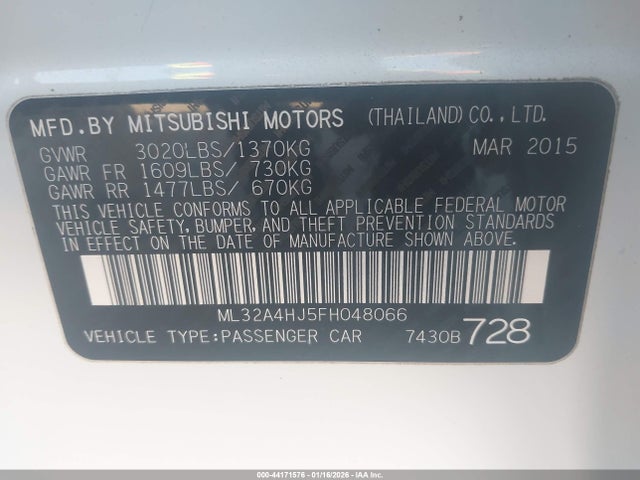 MFD.BY MITSUBISHI MOTORS (THAILAND)CO.,LTD.
GVWR 3020LBS/1370KG MAR 2015
GAWR FR 1609LBS/ 730KG
GAWR RR 1477LBS/ 670KG
THIS VEHICLE CONFORMS TO ALL APPLICABLE FEDERAL MOTOR
VEHICLE SAFETY, BUMPER, AND THEFT PREVENTION STANDARDS
IN EFFECT ON THE DATE OF MANUFACTURE SHOWN ABOVE.
ML32A4HJ5FH048066
VEHICLE TYPE:PASSENGER CAR 7430B 728
000-44171576 - 01/16/2026 - IAA Inc.